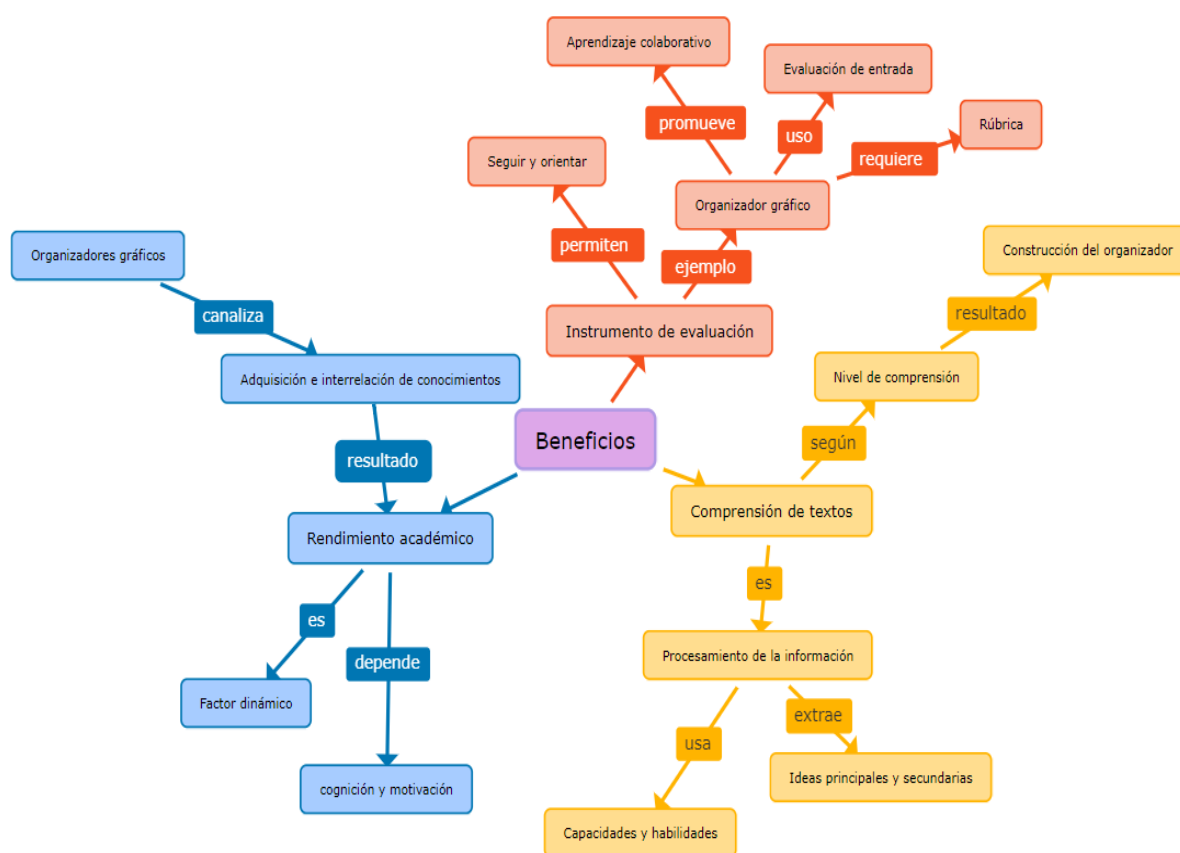 Aprendizaje colaborativo
Evaluación de entrada
promueve
uso
Rúbrica
requiere
Seguir y orientar
Organizador gráfico
permiten
ejemplo
Instrumento de evaluación
Organizadores gráficos
canaliza
Adquisición e interrelación de conocimientos
resultado
Rendimiento académico
es
depende
Factor dinámico
cognición y motivación
Beneficios
Construcción del organizador
resultado
Nivel de comprensión
según
Comprensión de textos
es
Procesamiento de la información
usa
extrae
Ideas principales y secundarias
Capacidades y habilidades